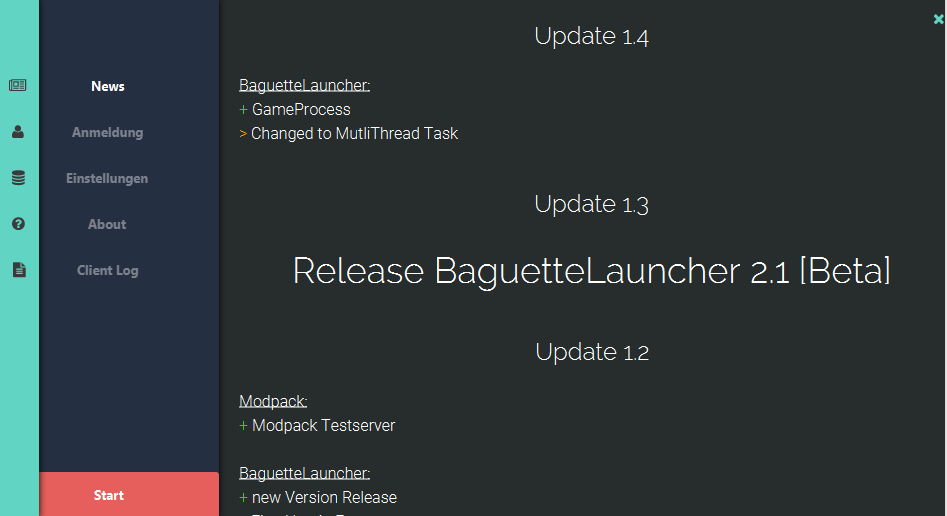 News
Anmeldung
Einstellungen
About
Client Log
Start
Update 1.4
BaguetteLauncher:
+ GameProcess
> Changed to MutliThread Task
Update 1.3
Release BaguetteLauncher 2.1 [Beta]
Update 1.2
Modpack:
+ Modpack Testserver
BaguetteLauncher:
+ new Version Release